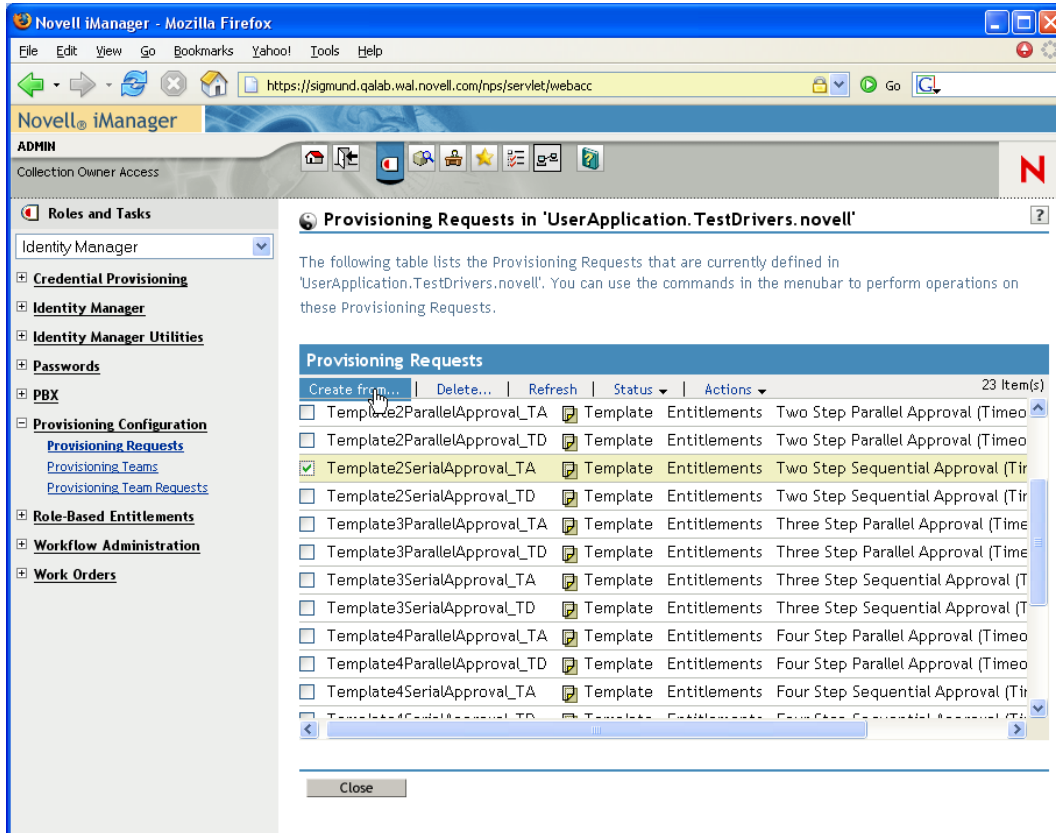 Novell iManager - Mozilla Firefox
File Edit View Go Bookmarks Yahoo! Tools Help
https://sigmund.qalab.wal.novell.com/nps/servlet/webacc Go G
Novell® iManager
ADMIN
Collection Owner Access
N
Roles and Tasks
Identity Manager
Credential Provisioning
Identity Manager
Identity Manager Utilities
Passwords
PBX
Provisioning Configuration
Provisioning Requests
Provisioning Teams
Provisioning Team Requests
Role-Based Entitlements
Workflow Administration
Work Orders
Provisioning Requests in 'UserApplication.TestDrivers.novell' ?
The following table lists the Provisioning Requests that are currently defined in
'UserApplication.TestDrivers.novell'. You can use the commands in the menubar to perform operations on
these Provisioning Requests.
Provisioning Requests
Create from... | Delete... | Refresh | Status | Actions 23 Item(s)
Template2ParallelApproval_TA Template Entitlements Two Step Parallel Approval (Timeo
Template2ParallelApproval_TD Template Entitlements Two Step Parallel Approval (Timeo
Template2SerialApproval_TA Template Entitlements Two Step Sequential Approval (Tir
Template2SerialApproval_TD Template Entitlements Two Step Sequential Approval (Tir
Template3ParallelApproval_TA Template Entitlements Three Step Parallel Approval (Time
Template3ParallelApproval_TD Template Entitlements Three Step Parallel Approval (Time
Template3SerialApproval_TA Template Entitlements Three Step Sequential Approval (T
Template3SerialApproval_TD Template Entitlements Three Step Sequential Approval (T
Template4ParallelApproval_TA Template Entitlements Four Step Parallel Approval (Timeo
Template4ParallelApproval_TD Template Entitlements Four Step Parallel Approval (Timeo
Template4SerialApproval_TA Template Entitlements Four Step Sequential Approval (Tir
Template4SerialApproval_TD Template Entitlements Four Step Sequential Approval (Tir
Close